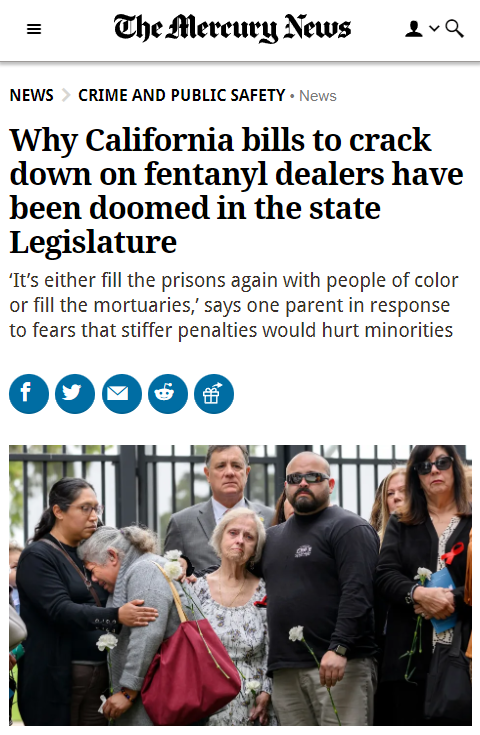 The Mercury News
NEWS > CRIME AND PUBLIC SAFETY • News
Why California bills to crack
down on fentanyl dealers have
been doomed in the state
Legislature
‘It’s either fill the prisons again with people of color
or fill the mortuaries,’ says one parent in response
to fears that stiffer penalties would hurt minorities